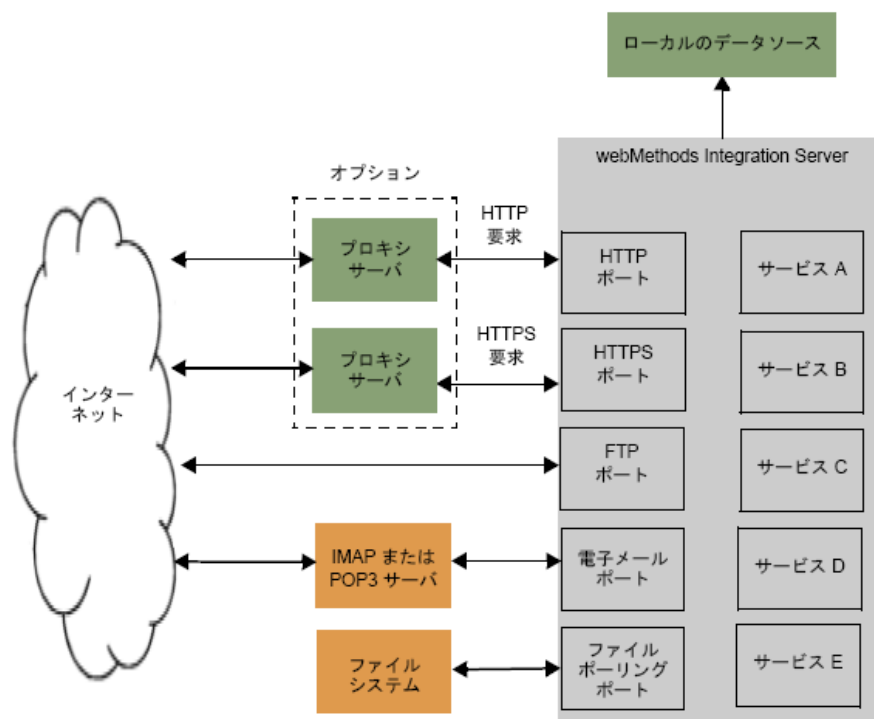 ローカルのデータソース
webMethods Integration Server
オプション
HTTP
要求
プロキシ
サーバ
HTTP
ポート
サービス A
HTTPS
要求
プロキシ
サーバ
HTTPS
ポート
サービス B
インター
ネット
FTP
ポート
サービス C
IMAP または
POP3 サーバ
電子メール
ポート
サービス D
ファイル
システム
ファイル
ポーリング
ポート
サービス E